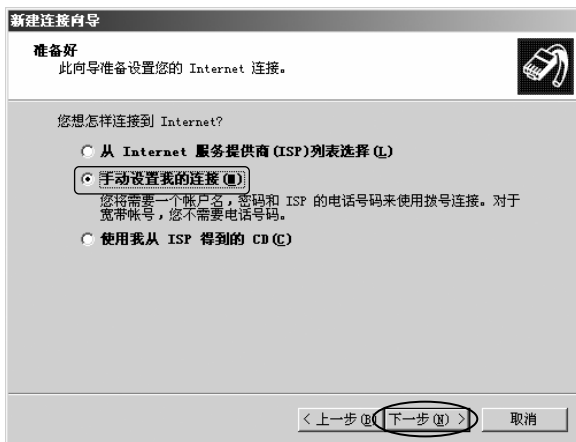 新建连接向导
准备好
此向导准备设置您的 Internet 连接。
您想怎样连接到 Internet?
从 Internet 服务提供商(ISP)列表选择(L)
手动设置我的连接(M)
您将需要一个帐户名，密码和 ISP 的电话号码来使用拨号连接。对于
宽带帐号，您不需要电话号码。
使用我从 ISP 得到的 CD(C)
< 上一步(B) 下一步(N) > 取消